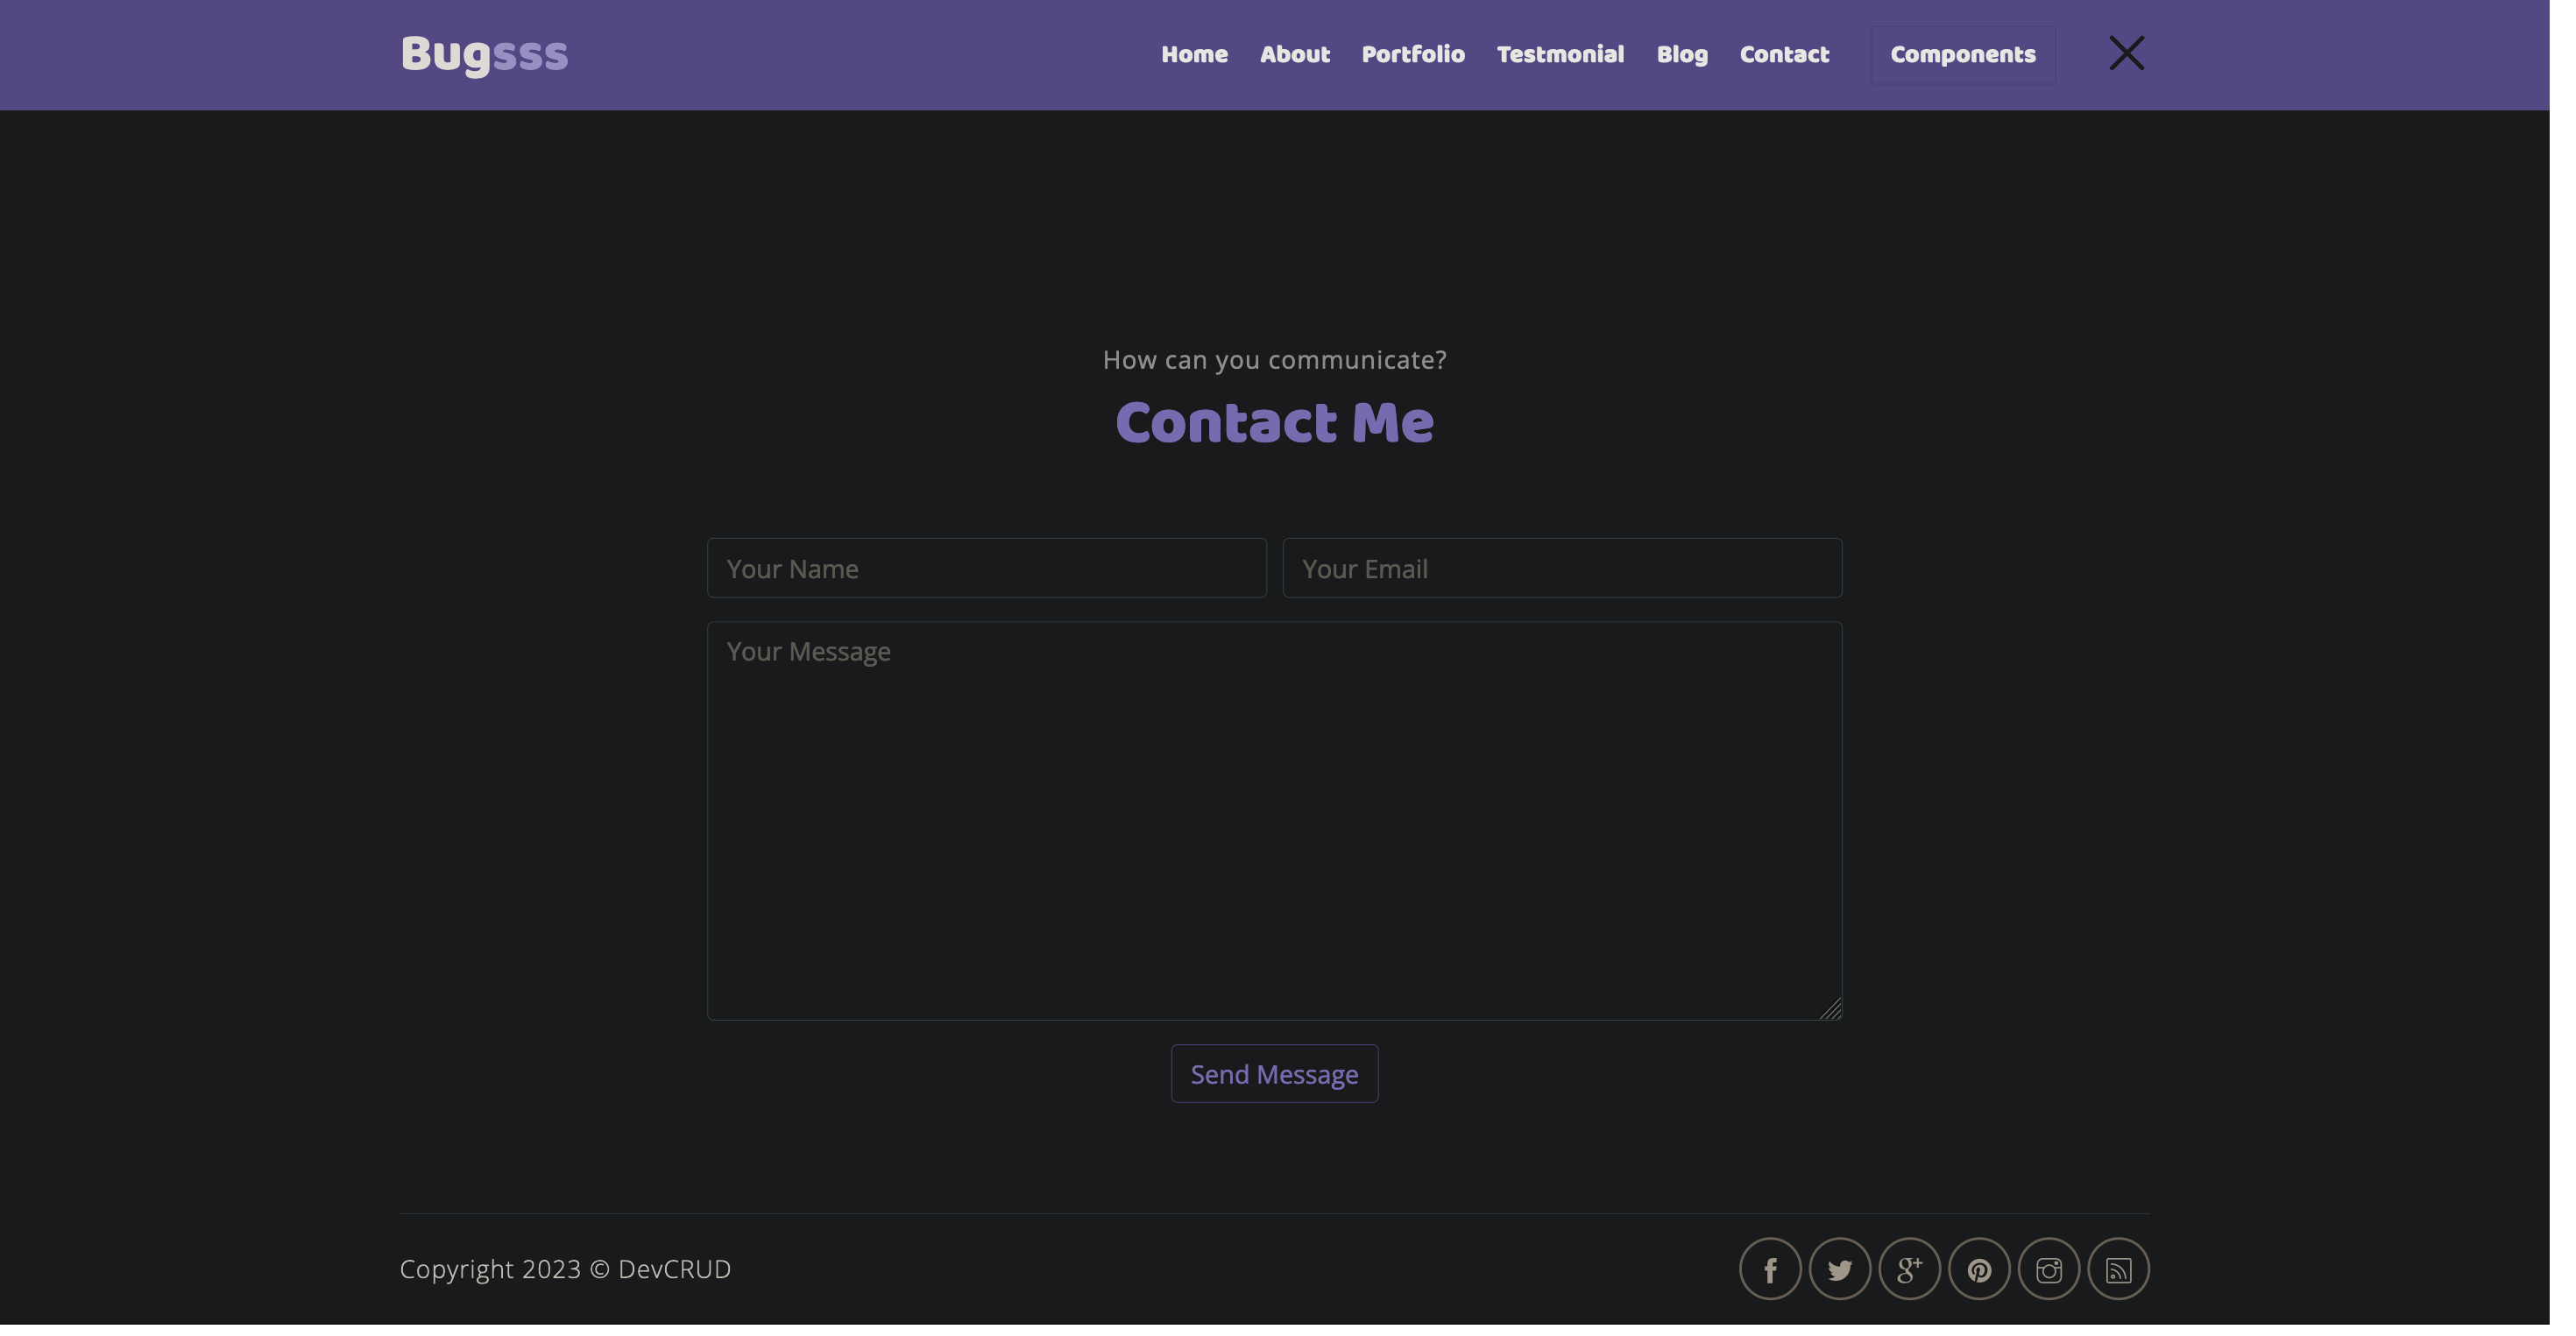 Bugsss
Home About Portfolio Testmonial Blog Contact Components
How can you communicate?
Contact Me
Your Name
Your Email
Your Message
Send Message
Copyright 2023 © DevCRUD